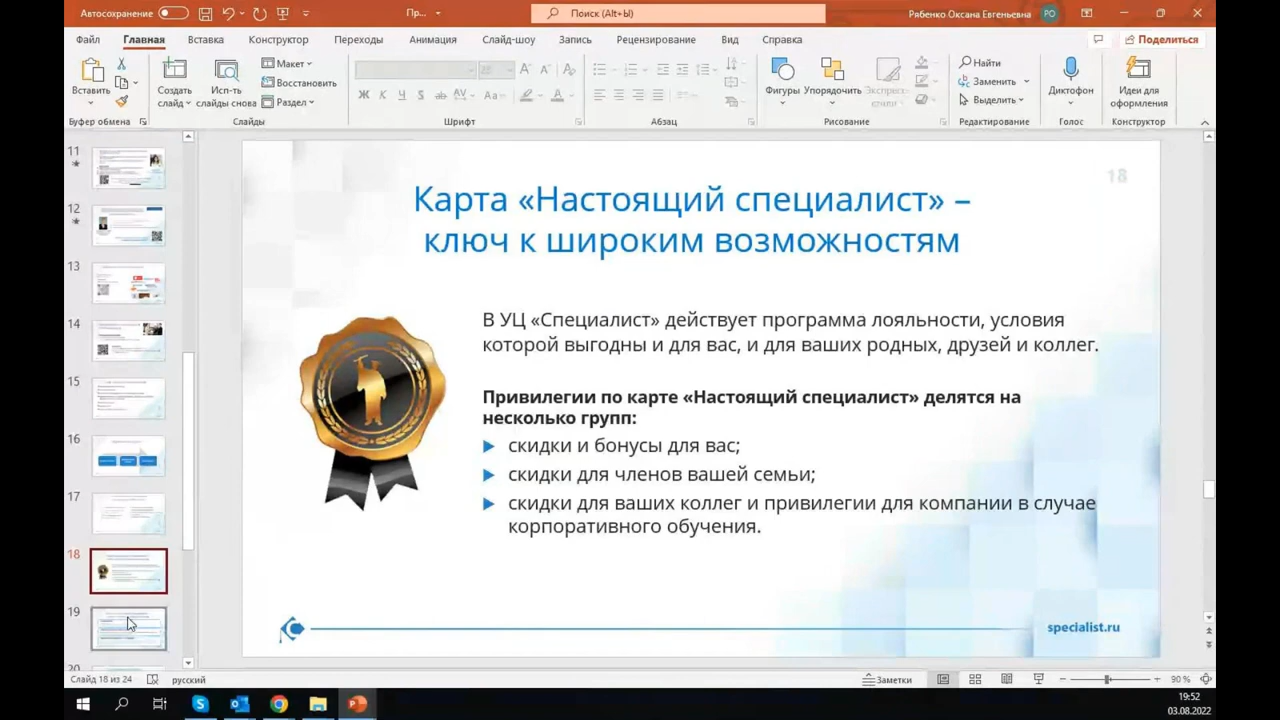 Автосохранение
Пр...
Поиск (Alt+Ы)
Рябенко Оксана Евгеньевна
РО
Файл
Главная
Вставка
Конструктор
Переходы
Анимация
Слайд-шоу
Запись
Рецензирование
Вид
Справка
Поделиться
Вставить
Буфер обмена
Создать слайд
Исп-ть слайды снова
Макет
Восстановить
Раздел
Слайды
Ж К Ч S ab AV Aa
Шрифт
Абзац
Фигуры
Упорядочить
Экспресс-стили
Рисование
Найти
Заменить
Выделить
Редактирование
Диктофон
Голос
Идеи для оформления
Конструктор
11
12
13
14
15
16
17
18
19
20
18
Карта «Настоящий специалист» –
ключ к широким возможностям
В УЦ «Специалист» действует программа лояльности, условия
которой выгодны и для вас, и для ваших родных, друзей и коллег.
Привилегии по карте «Настоящий специалист» делятся на
несколько групп:
скидки и бонусы для вас;
скидки для членов вашей семьи;
скидки для ваших коллег и привилегии для компании в случае
корпоративного обучения.
specialist.ru
Слайд 18 из 24
русский
Заметки
90 %
19:52
03.08.2022